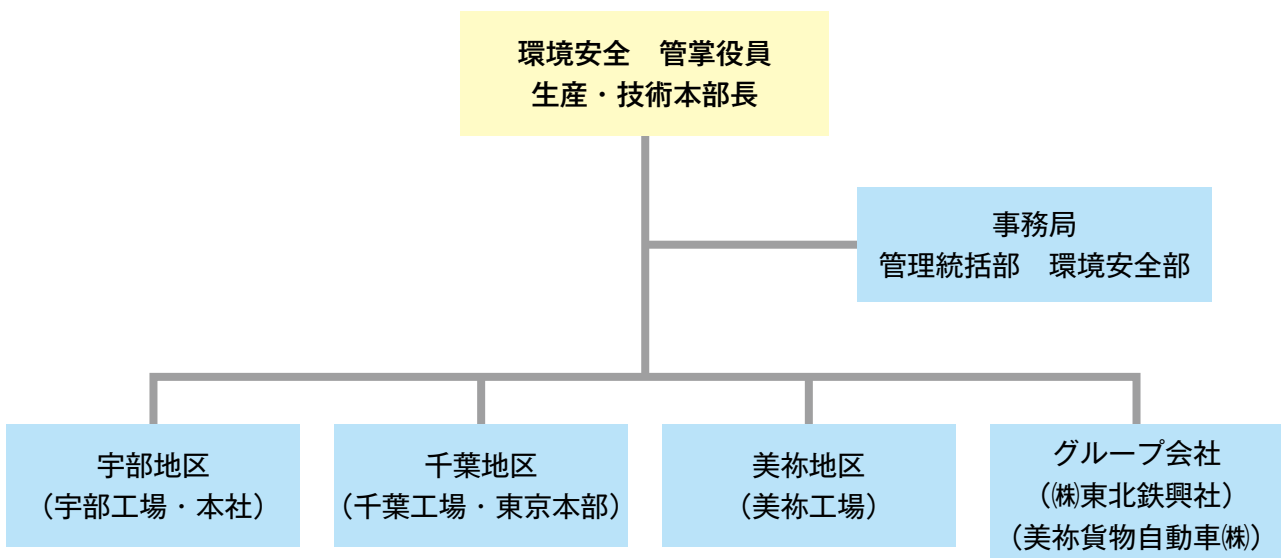 環境安全　管掌役員
生産・技術本部長
事務局
管理統括部　環境安全部
宇部地区
（宇部工場・本社）
千葉地区
（千葉工場・東京本部）
美祢地区
（美祢工場）
グループ会社
（㈱東北鉄興社）
（美祢貨物自動車㈱）